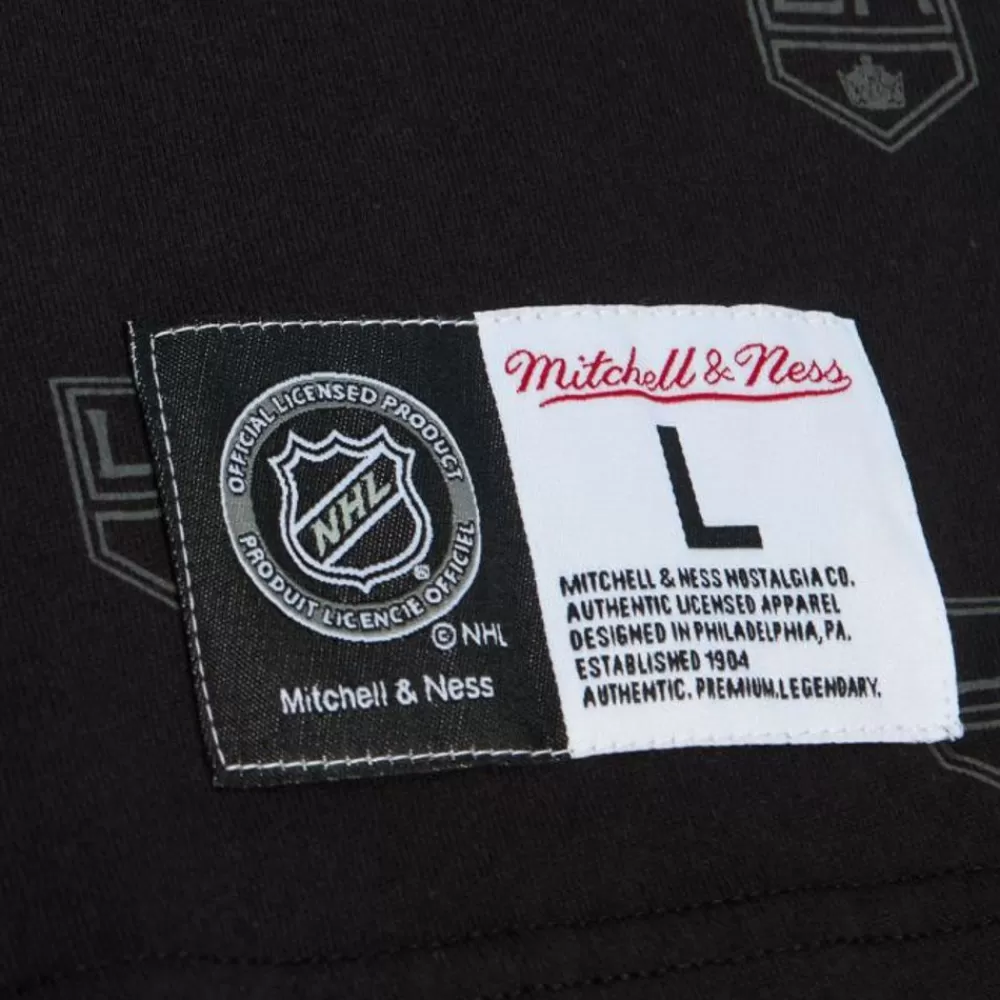 OFFICIAL LICENSED PRODUCT
NHL
®
PRODUIT LICENCIÉ OFFICIEL
© NHL
Mitchell & Ness
Mitchell & Ness
L
MITCHELL & NESS NOSTALGIA CO.
AUTHENTIC LICENSED APPAREL
DESIGNED IN PHILADELPHIA, PA.
ESTABLISHED 1904
AUTHENTIC. PREMIUM. LEGENDARY.
L